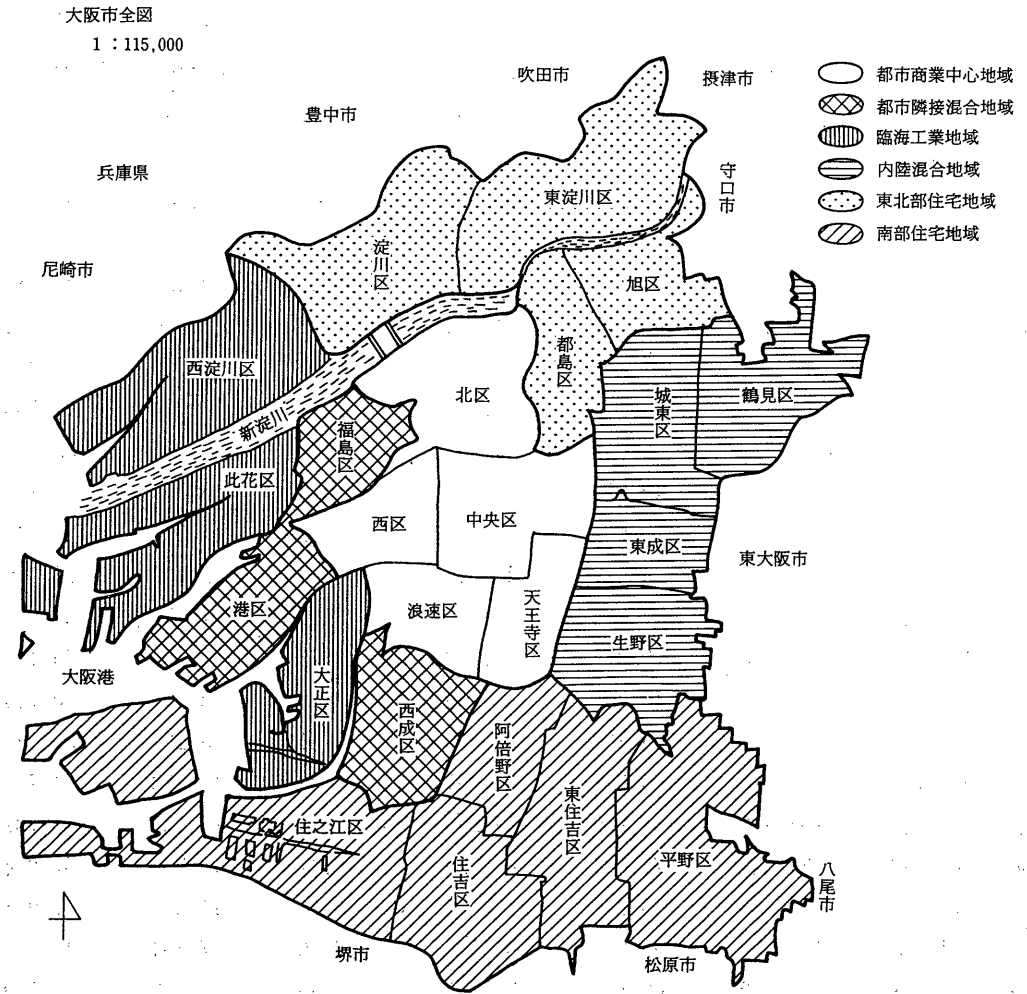 大阪市全図
1:115,000
吹田市
摂津市
豊中市
兵庫県
守口市
尼崎市
都市商業中心地域
都市隣接混合地域
臨海工業地域
内陸混合地域
東北部住宅地域
南部住宅地域
東淀川区
淀川区
旭区
都島区
西淀川区
北区
城東区
鶴見区
新淀川
福島区
此花区
西区
中央区
東成区
東大阪市
港区
浪速区
天王寺区
生野区
大阪港
大正区
西成区
阿倍野区
東住吉区
住之江区
住吉区
平野区
八尾市
堺市
松原市